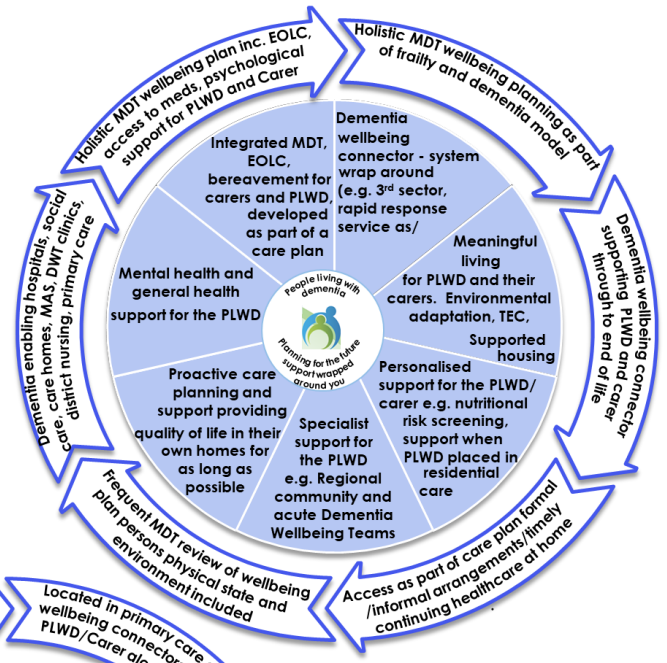 Holistic MDT wellbeing plan inc. EOLC,
access to meds, psychological
support for PLWD and Carer
Holistic MDT wellbeing planning as part
of frailty and dementia model
Dementia wellbeing connector
supporting PLWD and carer
through to end of life
Access as part of care plan formal
/informal arrangements/timely
continuing healthcare at home
Frequent MDT review of wellbeing
plan persons physical state and
environment included
Dementia enabling hospitals, social
care, care homes, MAS, DWT clinics,
district nursing, primary care
Dementia
wellbeing
connector - system
wrap around
(e.g. 3rd sector,
rapid response
service as/
Meaningful
living
for PLWD and their
carers. Environmental
adaptation, TEC,
Supported
housing
Personalised
support for the PLWD/
carer e.g. nutritional
risk screening,
support when
PLWD placed in
residential
care
Specialist
support for
the PLWD
e.g. Regional
community and
acute Dementia
Wellbeing Teams
Proactive care
planning and
support providing
quality of life in their
own homes for
as long as
possible
Mental health and
general health
support for the PLWD
Integrated MDT,
EOLC,
bereavement for
carers and PLWD,
developed
as part of a
care plan
People living with
dementia
Planning for the future
support wrapped
around you
Located in primary care
wellbeing connector
PLWD/Carer